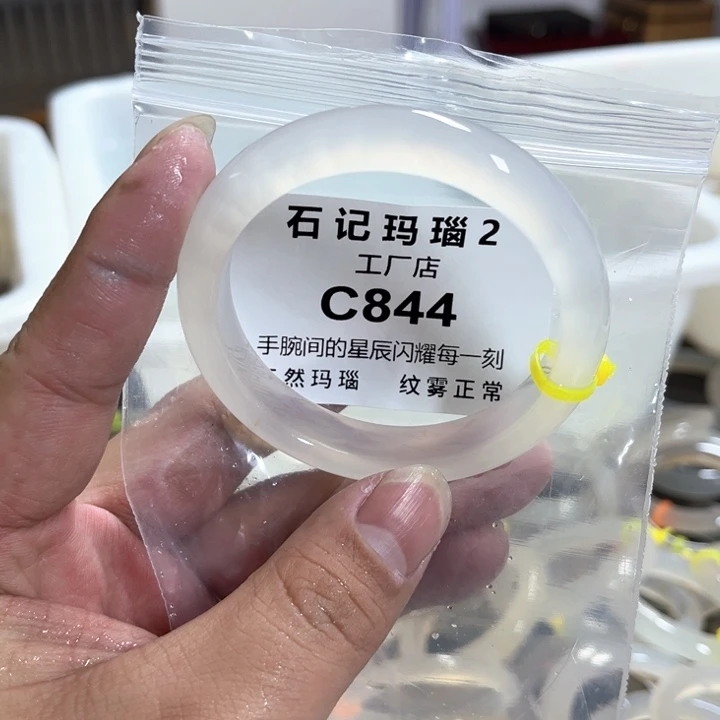 石记玛瑙2
工厂店
C844
手腕间的星辰闪耀每一刻
然玛瑙 纹雾正常